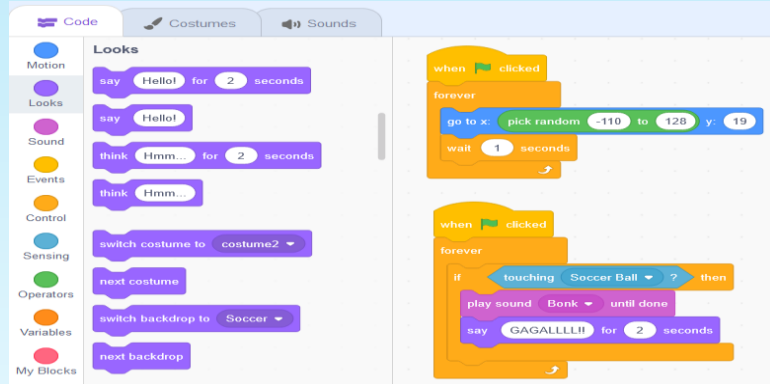 Code
Costumes
Sounds
Motion
Looks
Sound
Events
Control
Sensing
Operators
Variables
My Blocks
Looks
say Hello! for 2 seconds
say Hello!
think Hmm... for 2 seconds
think Hmm...
switch costume to costume2
next costume
switch backdrop to Soccer
next backdrop
when clicked
forever
go to x: pick random -110 to 128 y: 19
wait 1 seconds
when clicked
forever
if touching Soccer Ball ? then
play sound Bonk until done
say GAGALLLL!! for 2 seconds